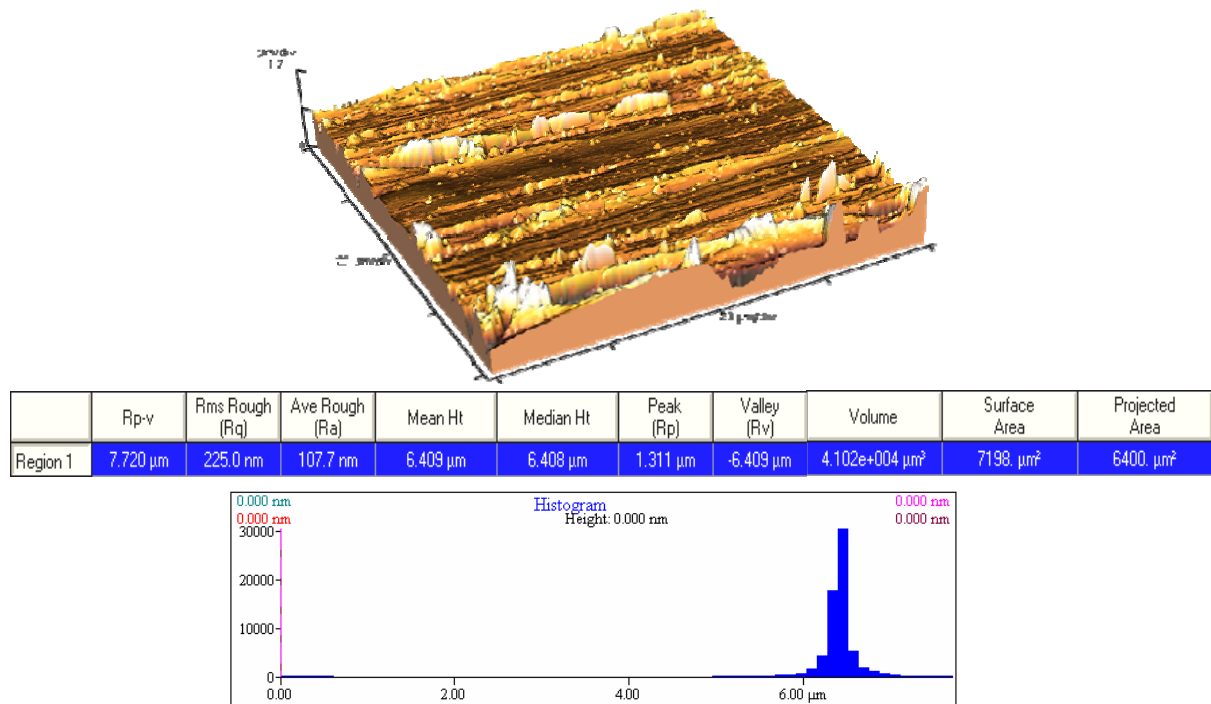 Rp-v Rms Rough (Rq) Ave Rough (Ra) Mean Ht Median Ht Peak (Rp) Valley (Rv) Volume Surface Area Projected Area
Region 1 7.720 µm 225.0 nm 107.7 nm 6.409 µm 6.408 µm 1.311 µm -6.409 µm 4.102e+004 µm³ 7198. µm² 6400. µm²
0.000 nm Histogram 0.000 nm
0.000 nm Height: 0.000 nm 0.000 nm
30000
20000
10000
0
0.00 2.00 4.00 6.00 µm